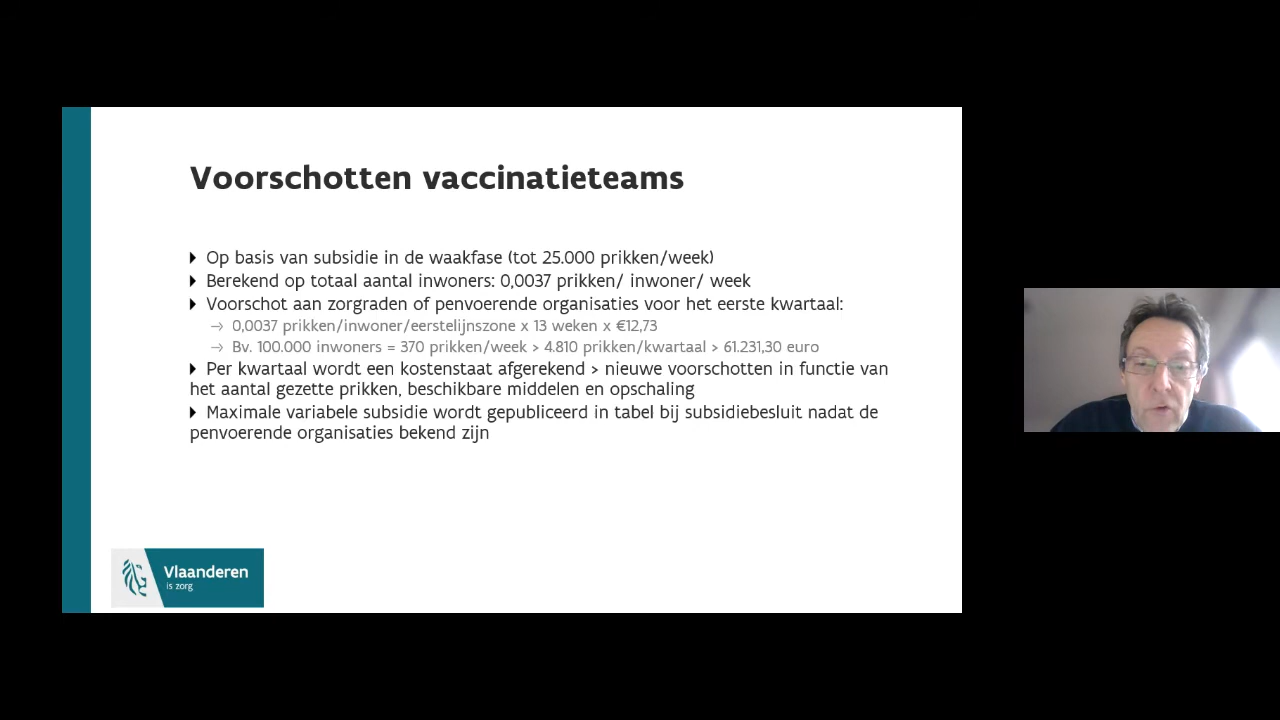 Voorschotten vaccinatieteams
Op basis van subsidie in de waakfase (tot 25.000 prikken/week)
Berekend op totaal aantal inwoners: 0,0037 prikken/ inwoner/ week
Voorschot aan zorgraden of penvoerende organisaties voor het eerste kwartaal:
→ 0,0037 prikken/inwoner/eerstelijnszone x 13 weken x €12,73
→ Bv. 100.000 inwoners = 370 prikken/week > 4.810 prikken/kwartaal > 61.231,30 euro
Per kwartaal wordt een kostenstaat afgerekend > nieuwe voorschotten in functie van
het aantal gezette prikken, beschikbare middelen en opschaling
Maximale variabele subsidie wordt gepubliceerd in tabel bij subsidiebesluit nadat de
penvoerende organisaties bekend zijn
Vlaanderen
is zorg